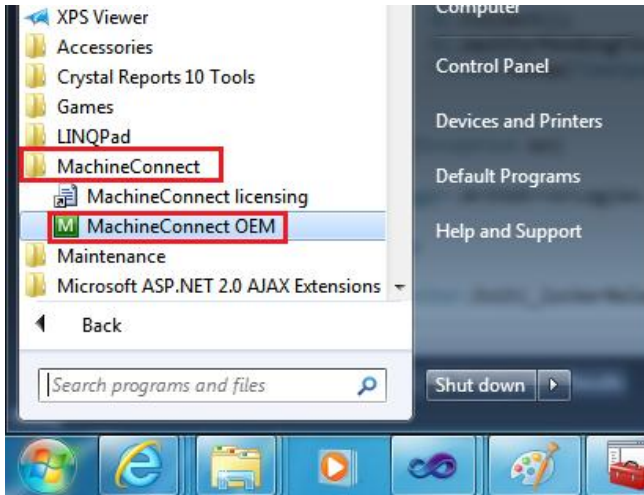 XPS Viewer
Accessories
Crystal Reports 10 Tools
Games
LINQPad
MachineConnect
MachineConnect licensing
M MachineConnect OEM
Maintenance
Microsoft ASP.NET 2.0 AJAX Extensions
Back
Search programs and files
Computer
Control Panel
Devices and Printers
Default Programs
Help and Support
Shut down